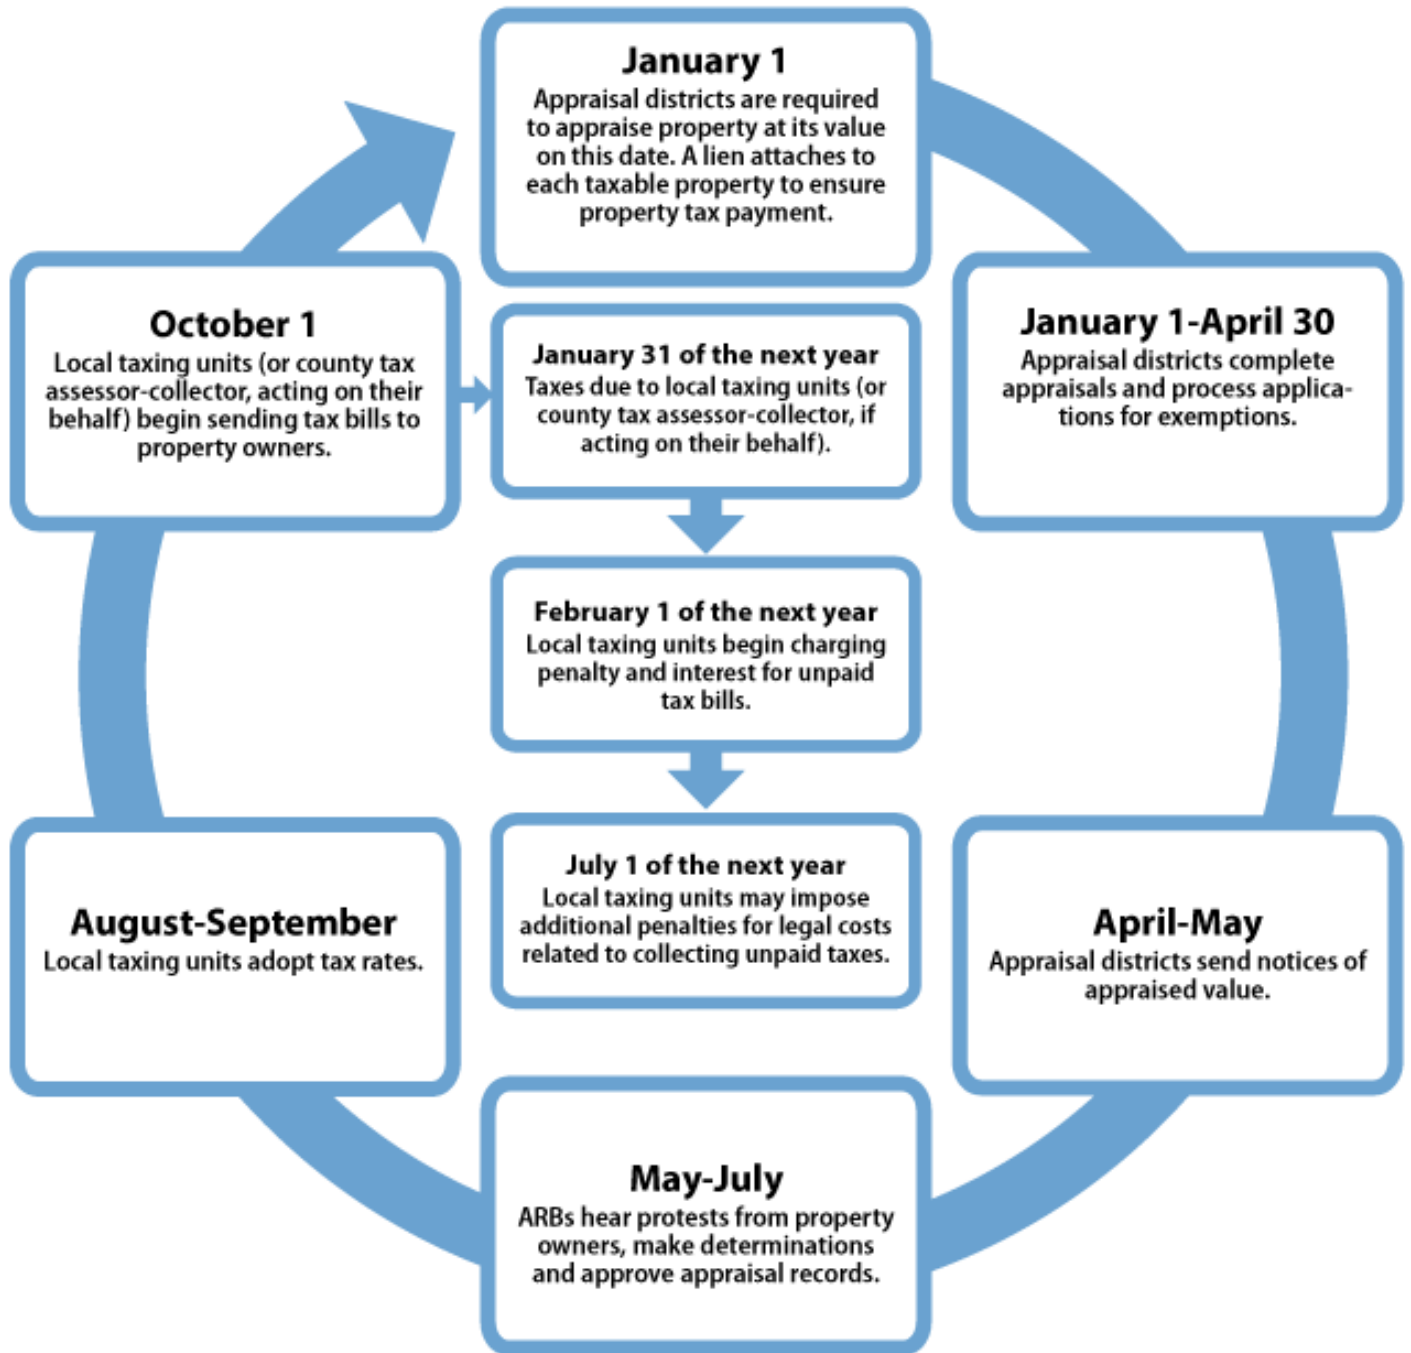 January 1
Appraisal districts are required
to appraise property at its value
on this date. A lien attaches to
each taxable property to ensure
property tax payment.
January 1-April 30
Appraisal districts complete
appraisals and process applica-
tions for exemptions.
April-May
Appraisal districts send notices of
appraised value.
May-July
ARBs hear protests from property
owners, make determinations
and approve appraisal records.
August-September
Local taxing units adopt tax rates.
October 1
Local taxing units (or county tax
assessor-collector, acting on their
behalf) begin sending tax bills to
property owners.
January 31 of the next year
Taxes due to local taxing units (or
county tax assessor-collector, if
acting on their behalf).
February 1 of the next year
Local taxing units begin charging
penalty and interest for unpaid
tax bills.
July 1 of the next year
Local taxing units may impose
additional penalties for legal costs
related to collecting unpaid taxes.